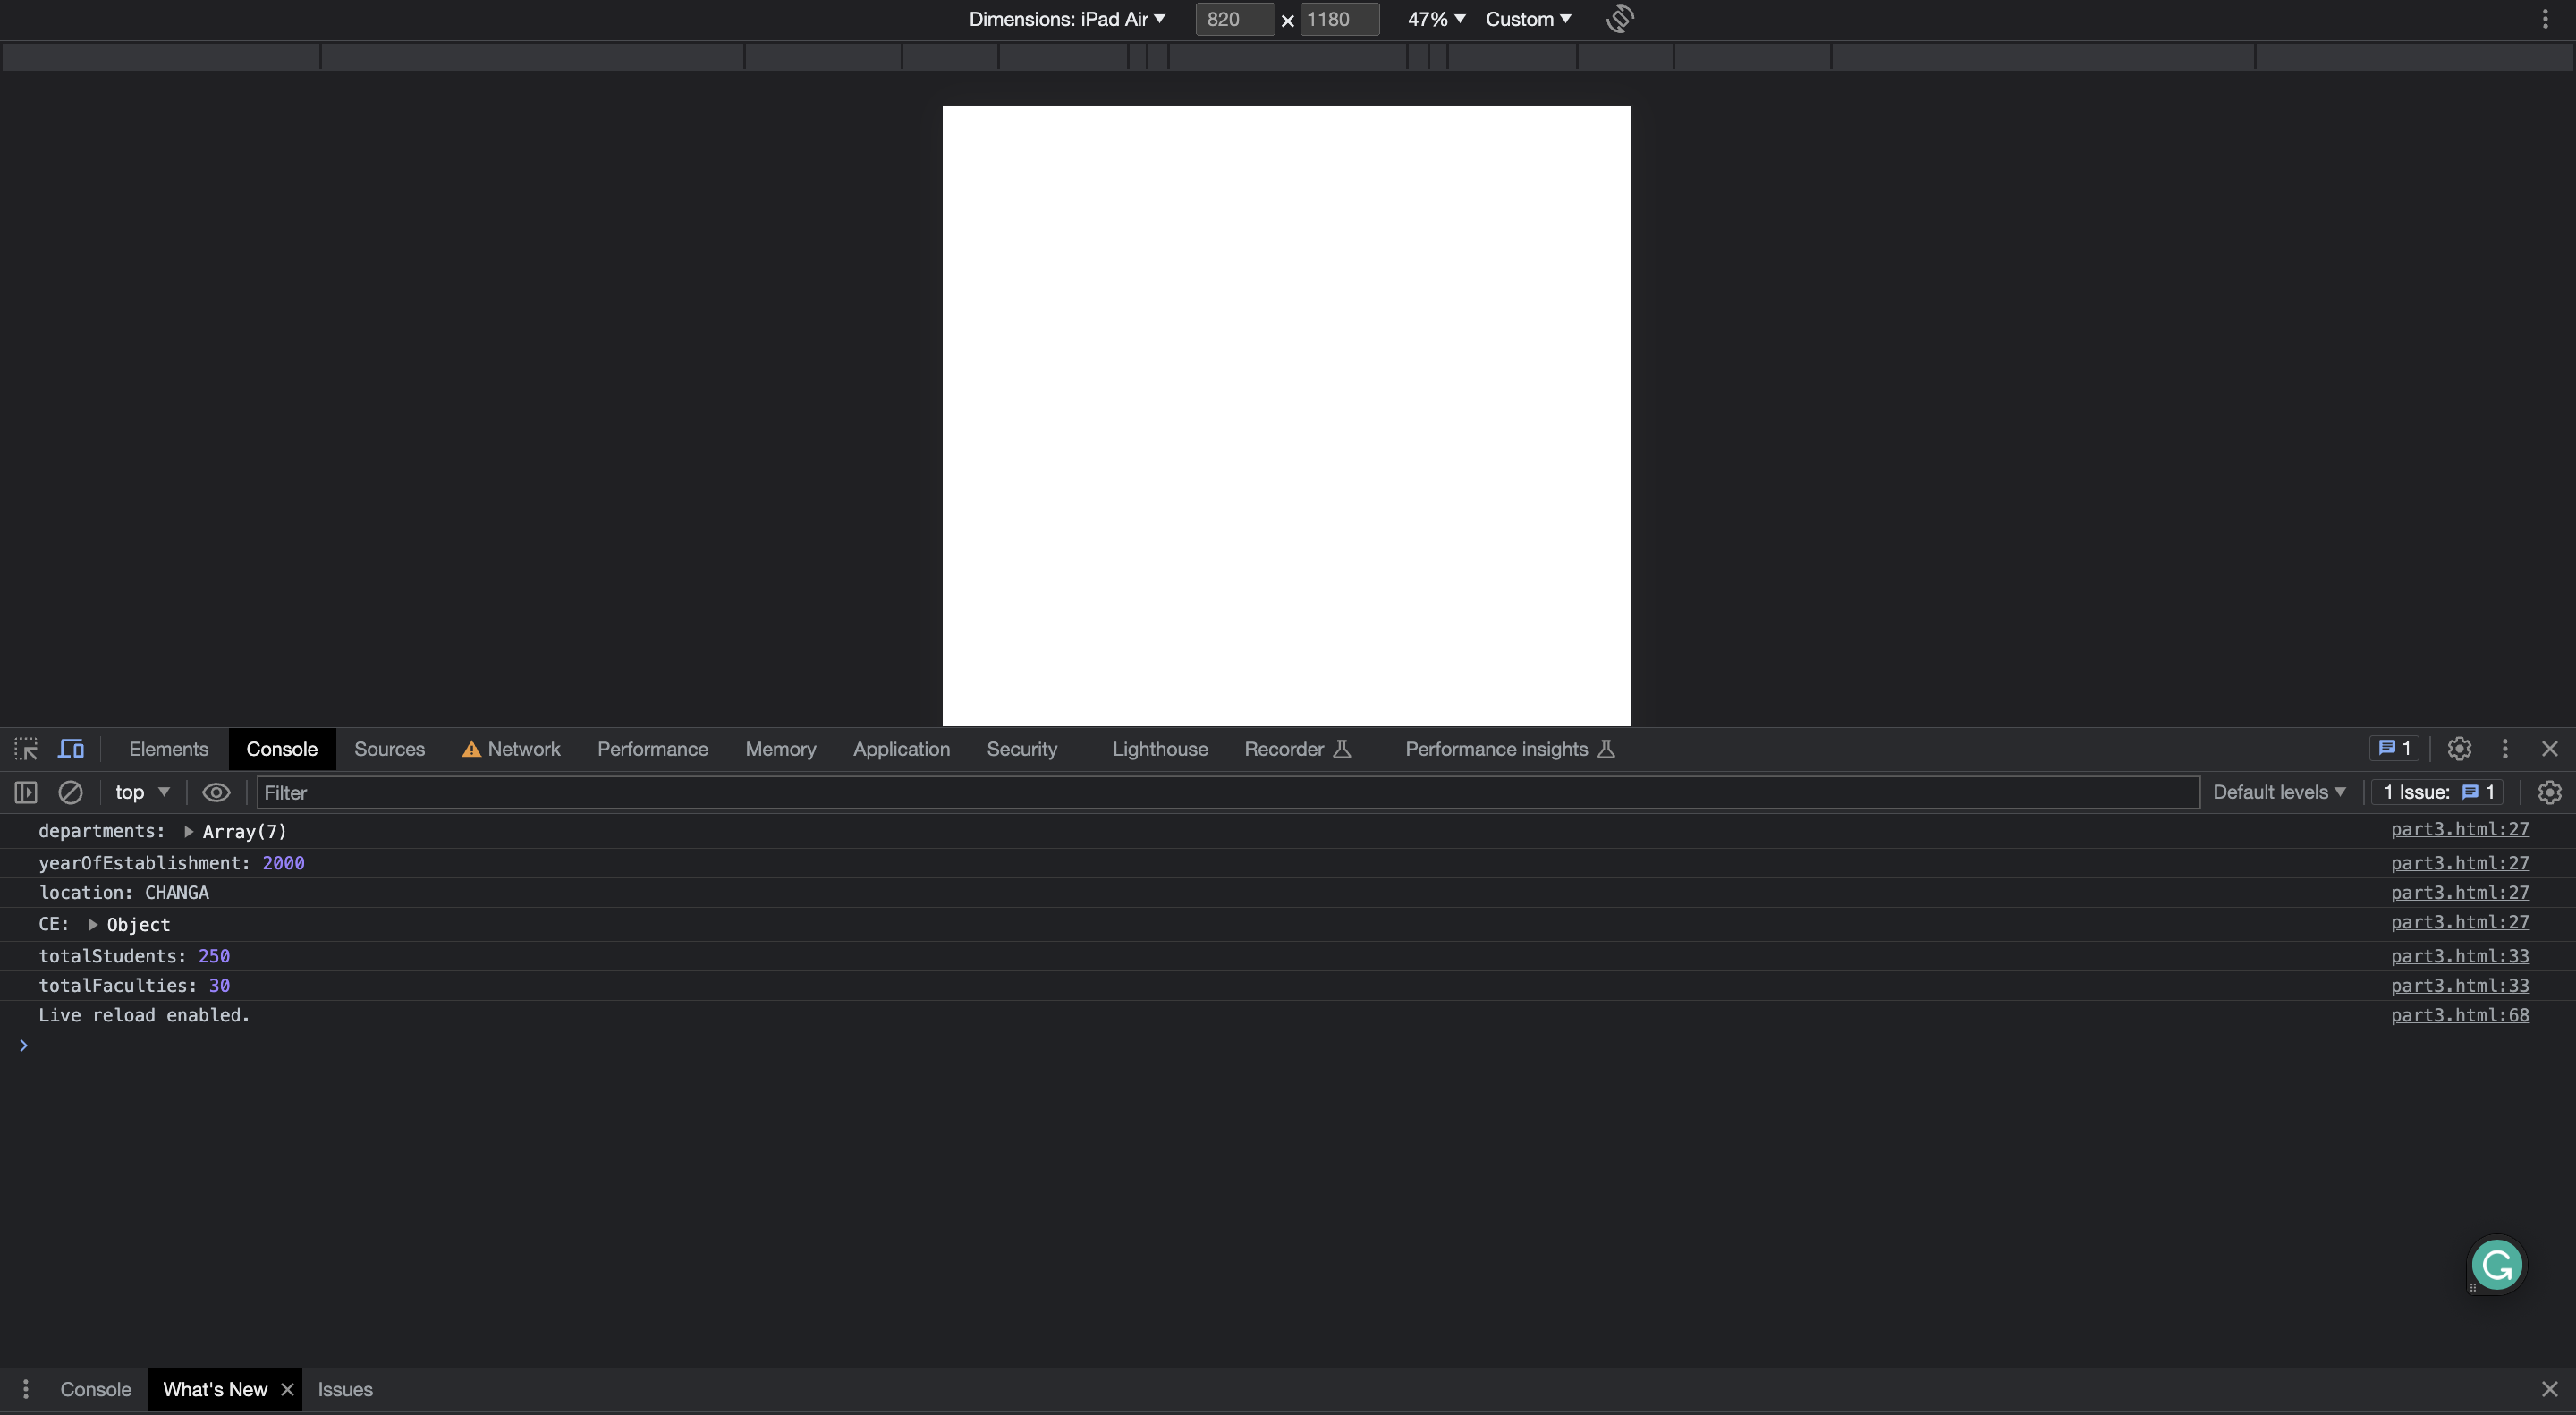 Dimensions: iPad Air 820 × 1180 47% Custom
Elements Console Sources Network Performance Memory Application Security Lighthouse Recorder Performance insights 1
top Filter Default levels 1 Issue: 1
departments: Array(7) part3.html:27
yearOfEstablishment: 2000 part3.html:27
location: CHANGA part3.html:27
CE: Object part3.html:27
totalStudents: 250 part3.html:33
totalFaculties: 30 part3.html:33
Live reload enabled. part3.html:68
Console What's New Issues